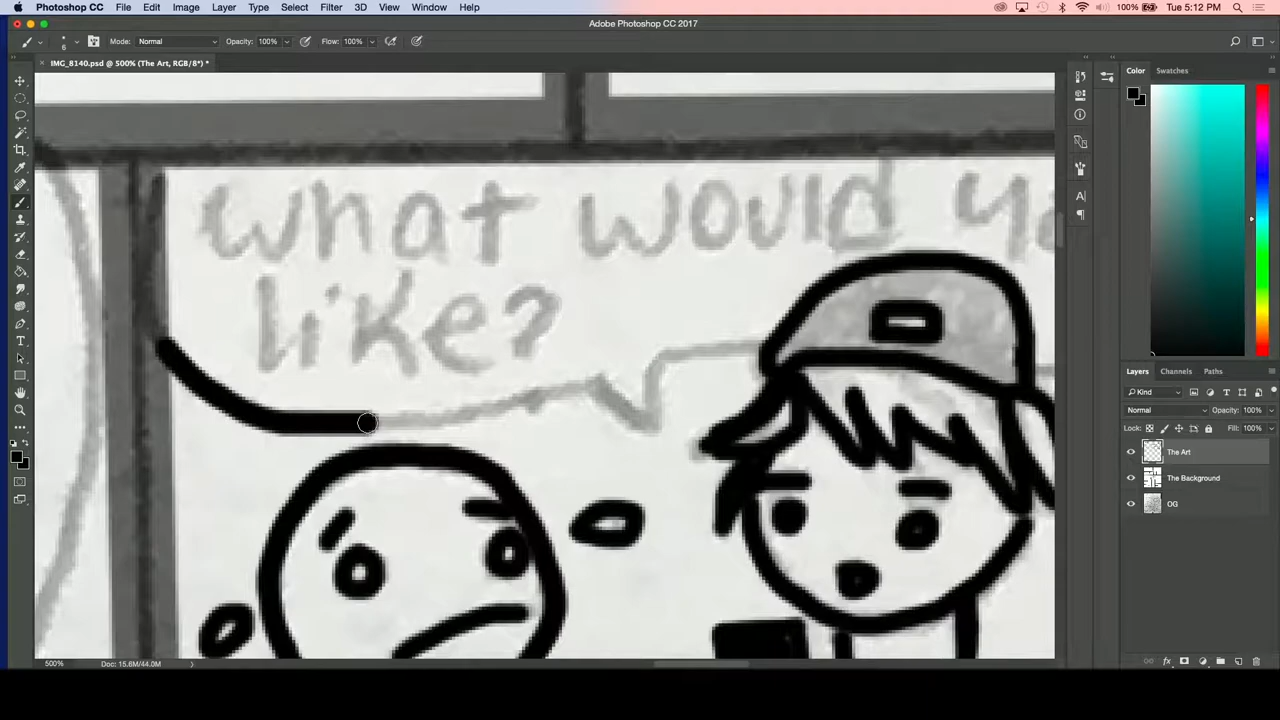 Photoshop CC File Edit Image Layer Type Select Filter 3D View Window Help 100% Tue 5:12 PM
Adobe Photoshop CC 2017
6 Mode: Normal Opacity: 100% Flow: 100%
× IMG_8140.psd @ 500% (The Art, RGB/8*) *
Color Swatches
what would yo
like?
Layers Channels Paths
Kind
Normal Opacity: 100%
Lock: Fill: 100%
The Art
The Background
OG
500% Doc: 15.6M/44.0M